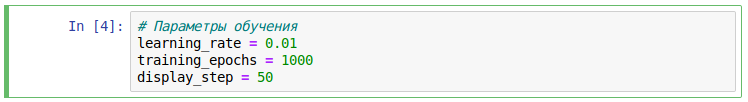 In [4]: # Параметры обучения
learning_rate = 0.01
training_epochs = 1000
display_step = 50